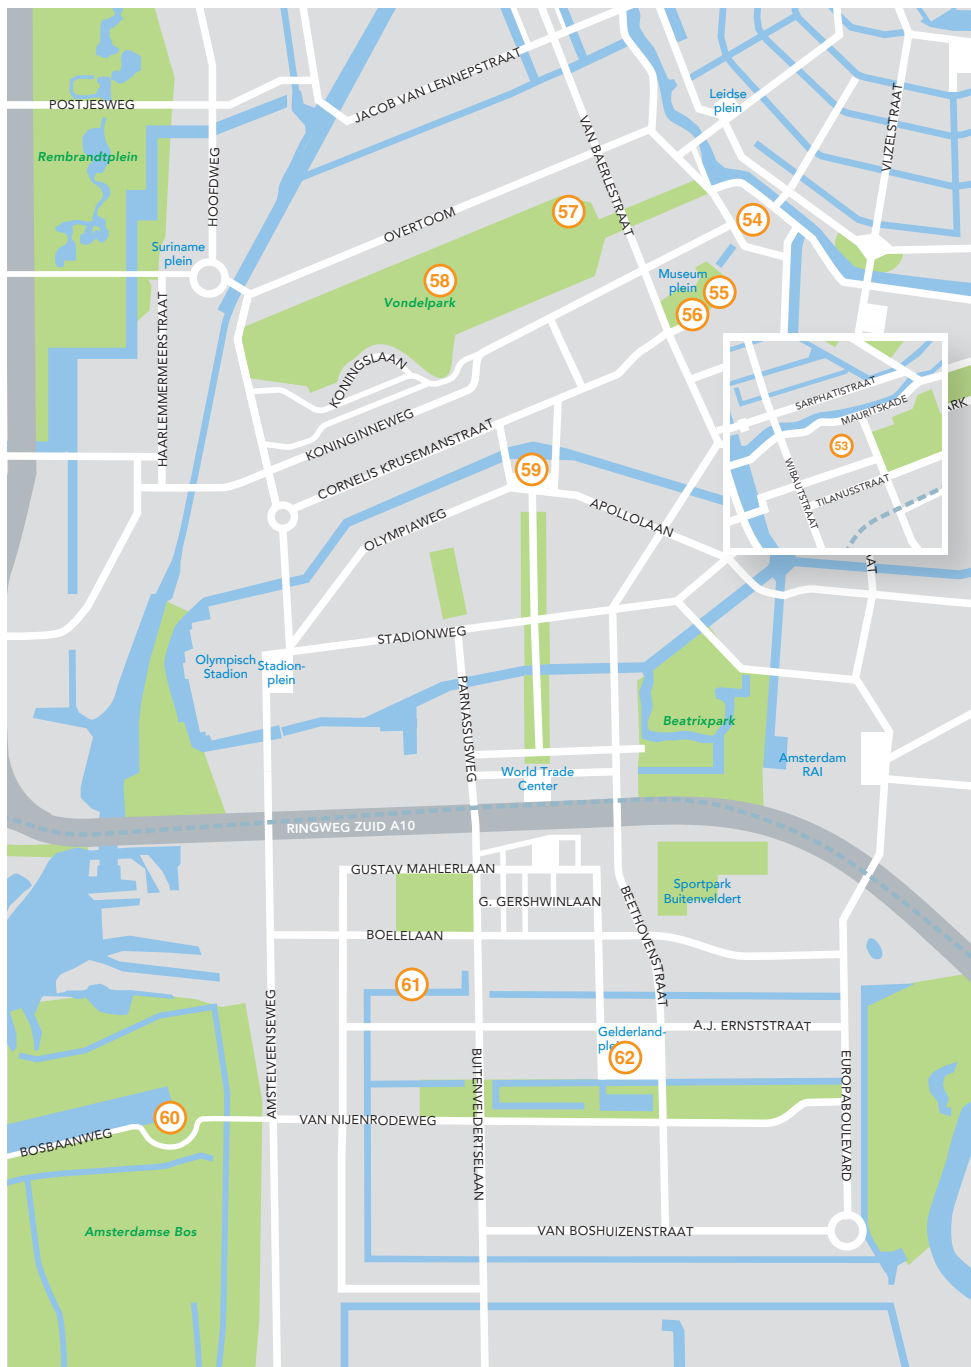 JACOB VAN LENNEPSTRAAT
POSTJESWEG
Leidse
plein
VIJZELSTRAAT
VAN BAERLESTRAAT
Rembrandtplein
HOOFDWEG
OVERTOOM
57
54
Suriname
plein
58
Vondelpark
Museum
plein
55
56
HAARLEMMERMEERSTRAAT
KONINGSLAAN
KONINGINNEWEG
CORNELIS KRUSEMANSTRAAT
SARPHATISTRAAT
MAURITSKADE
ARK
53
WIBAUTSTRAAT
TILANUSSTRAAT
59
OLYMPIAWEG
APOLLOLAAN
AT
STADIONWEG
Olympisch
Stadion
Stadion-
plein
PARNASSUSWEG
Beatrixpark
World Trade
Center
Amsterdam
RAI
RINGWEG ZUID A10
GUSTAV MAHLERLAAN
G. GERSHWINLAAN
BEETHOVENSTRAAT
Sportpark
Buitenveldert
BOELELAAN
61
AMSTELVEENSEWEG
A.J. ERNSTSTRAAT
Gelderland-
plein
62
BUITENVELDERTSELAAN
EUROPABOULEVARD
60
BOSBAANWEG
VAN NIJENRODEWEG
Amsterdamse Bos
VAN BOSHUIZENSTRAAT